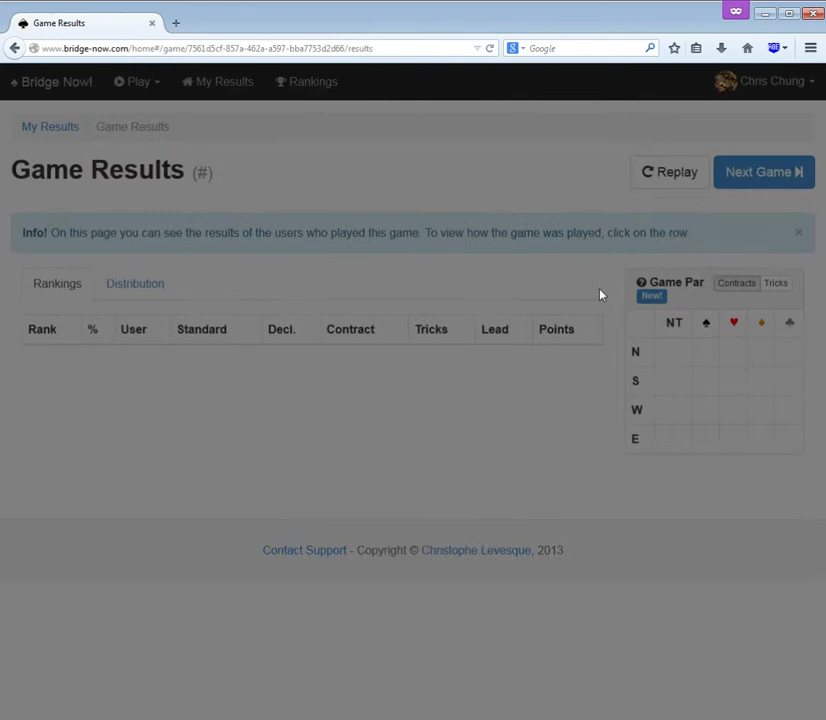 Game Results
www.bridge-now.com/home#/game/7561d5cf-857a-462a-a597-bba7753d2d66/results
Google
Bridge Now! Play My Results Rankings Chris Chung
My Results Game Results
Game Results (#) Replay Next Game
Info! On this page you can see the results of the users who played this game. To view how the game was played, click on the row ×
Rankings Distribution
Game Par Contracts Tricks
New!
Rank % User Standard Decl. Contract Tricks Lead Points
NT ♠ ♥ ♦ ♣
N
S
W
E
Contact Support - Copyright © Christophe Levesque, 2013